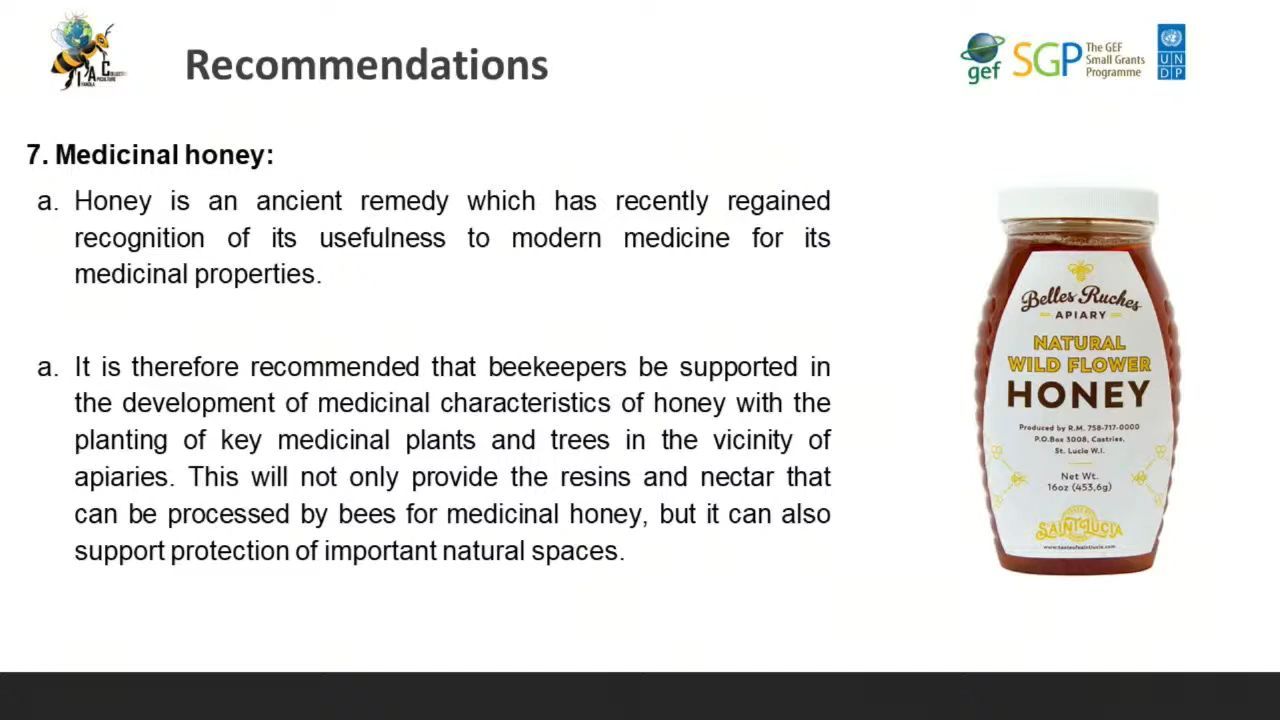 Recommendations
gef
SGP
The GEF
Small Grants
Programme
U N
D P
7. Medicinal honey:
a. Honey is an ancient remedy which has recently regained
recognition of its usefulness to modern medicine for its
medicinal properties.
a. It is therefore recommended that beekeepers be supported in
the development of medicinal characteristics of honey with the
planting of key medicinal plants and trees in the vicinity of
apiaries. This will not only provide the resins and nectar that
can be processed by bees for medicinal honey, but it can also
support protection of important natural spaces.
Belles Ruches
APIARY
NATURAL
WILD FLOWER
HONEY
Produced by R.M. 758-717-0000
P.O.Box 3008, Castries,
St. Lucia W.I.
Net Wt.
16oz (453,6g)
SAINT LUCIA
www.tasteofsaintlucia.com